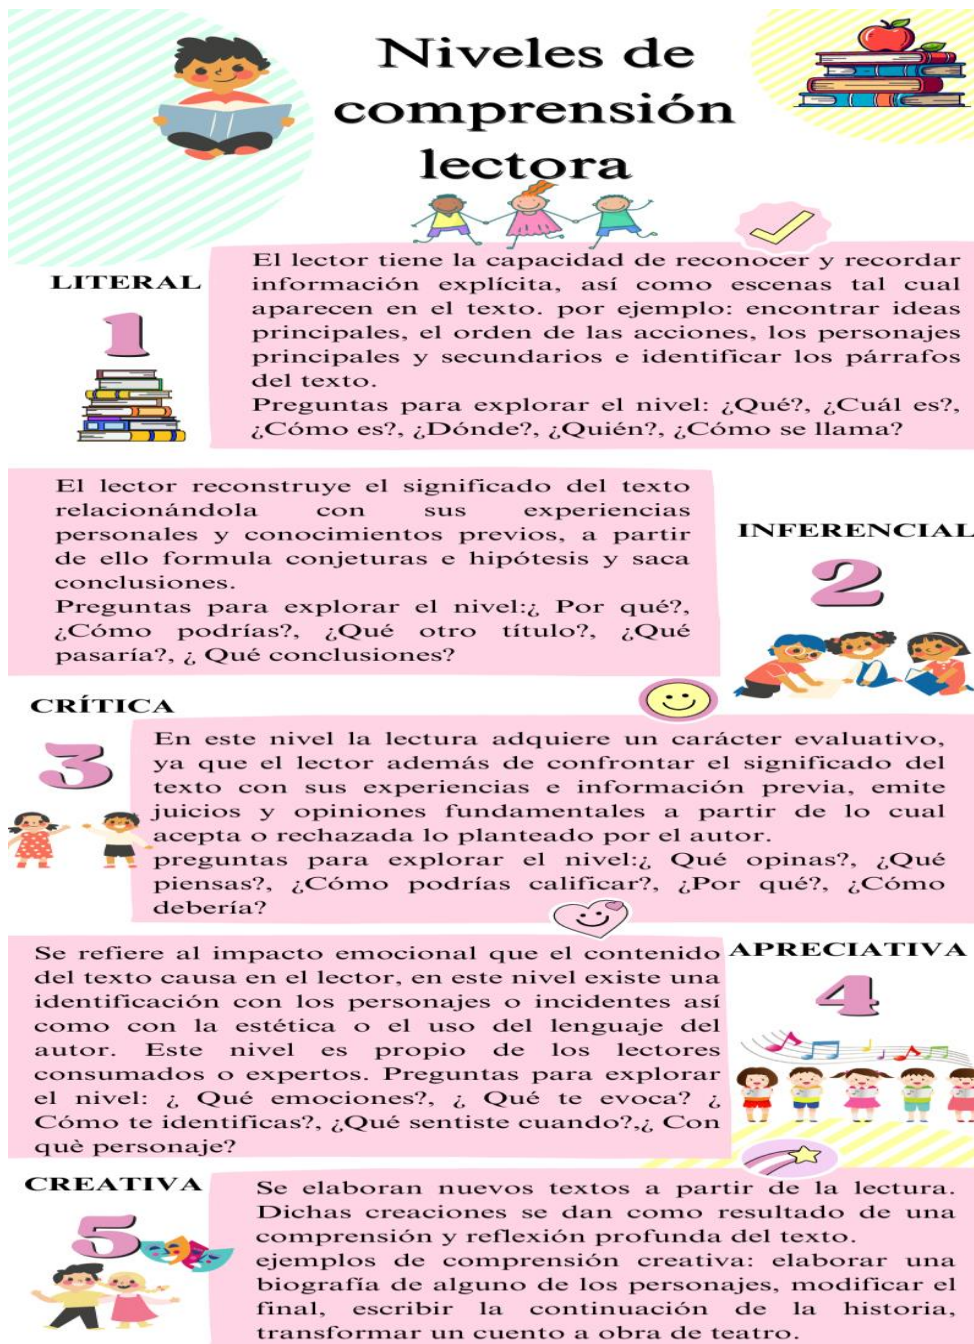 Niveles de
comprensión
lectora
LITERAL
1
El lector tiene la capacidad de reconocer y recordar
información explícita, así como escenas tal cual
aparecen en el texto. por ejemplo: encontrar ideas
principales, el orden de las acciones, los personajes
principales y secundarios e identificar los párrafos
del texto.
Preguntas para explorar el nivel: ¿Qué?, ¿Cuál es?,
¿Cómo es?, ¿Dónde?, ¿Quién?, ¿Cómo se llama?
INFERENCIAL
2
El lector reconstruye el significado del texto
relacionándola con sus experiencias
personales y conocimientos previos, a partir
de ello formula conjeturas e hipótesis y saca
conclusiones.
Preguntas para explorar el nivel:¿ Por qué?,
¿Cómo podrías?, ¿Qué otro título?, ¿Qué
pasaría?, ¿ Qué conclusiones?
CRÍTICA
3
En este nivel la lectura adquiere un carácter evaluativo,
ya que el lector además de confrontar el significado del
texto con sus experiencias e información previa, emite
juicios y opiniones fundamentales a partir de lo cual
acepta o rechazada lo planteado por el autor.
preguntas para explorar el nivel:¿ Qué opinas?, ¿Qué
piensas?, ¿Cómo podrías calificar?, ¿Por qué?, ¿Cómo
debería?
APRECIATIVA
4
Se refiere al impacto emocional que el contenido
del texto causa en el lector, en este nivel existe una
identificación con los personajes o incidentes así
como con la estética o el uso del lenguaje del
autor. Este nivel es propio de los lectores
consumados o expertos. Preguntas para explorar
el nivel: ¿ Qué emociones?, ¿ Qué te evoca? ¿
Cómo te identificas?, ¿Qué sentiste cuando?,¿ Con
què personaje?
CREATIVA
5
Se elaboran nuevos textos a partir de la lectura.
Dichas creaciones se dan como resultado de una
comprensión y reflexión profunda del texto.
ejemplos de comprensión creativa: elaborar una
biografía de alguno de los personajes, modificar el
final, escribir la continuación de la historia,
transformar un cuento a obra de teatro.